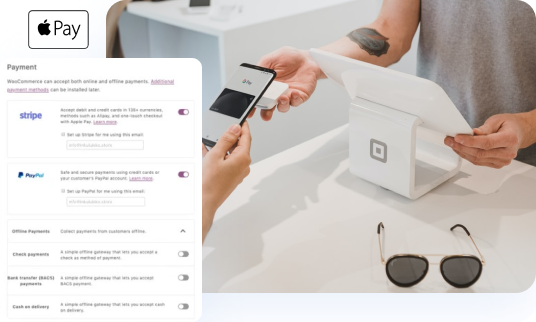 Pay
Payment
WooCommerce can accept both online and offline payments. Additional
payment methods can be installed later.
stripe
Accept debit and credit cards in 135+ currencies,
methods such as Alipay, and one-touch checkout
with Apple Pay. Learn more.
Set up Stripe for me using this email:
PayPal
Safe and secure payments using credit cards or
your customer's PayPal account. Learn more.
Set up PayPal for me using this email:
Offline Payments
Collect payments from customers offline.
Check payments
A simple offline gateway that lets you accept a
check as method of payment.
Bank transfer (BACS)
payments
A simple offline gateway that lets you accept
BACS payment.
Cash on delivery
A simple offline gateway that lets you accept cash
on delivery.